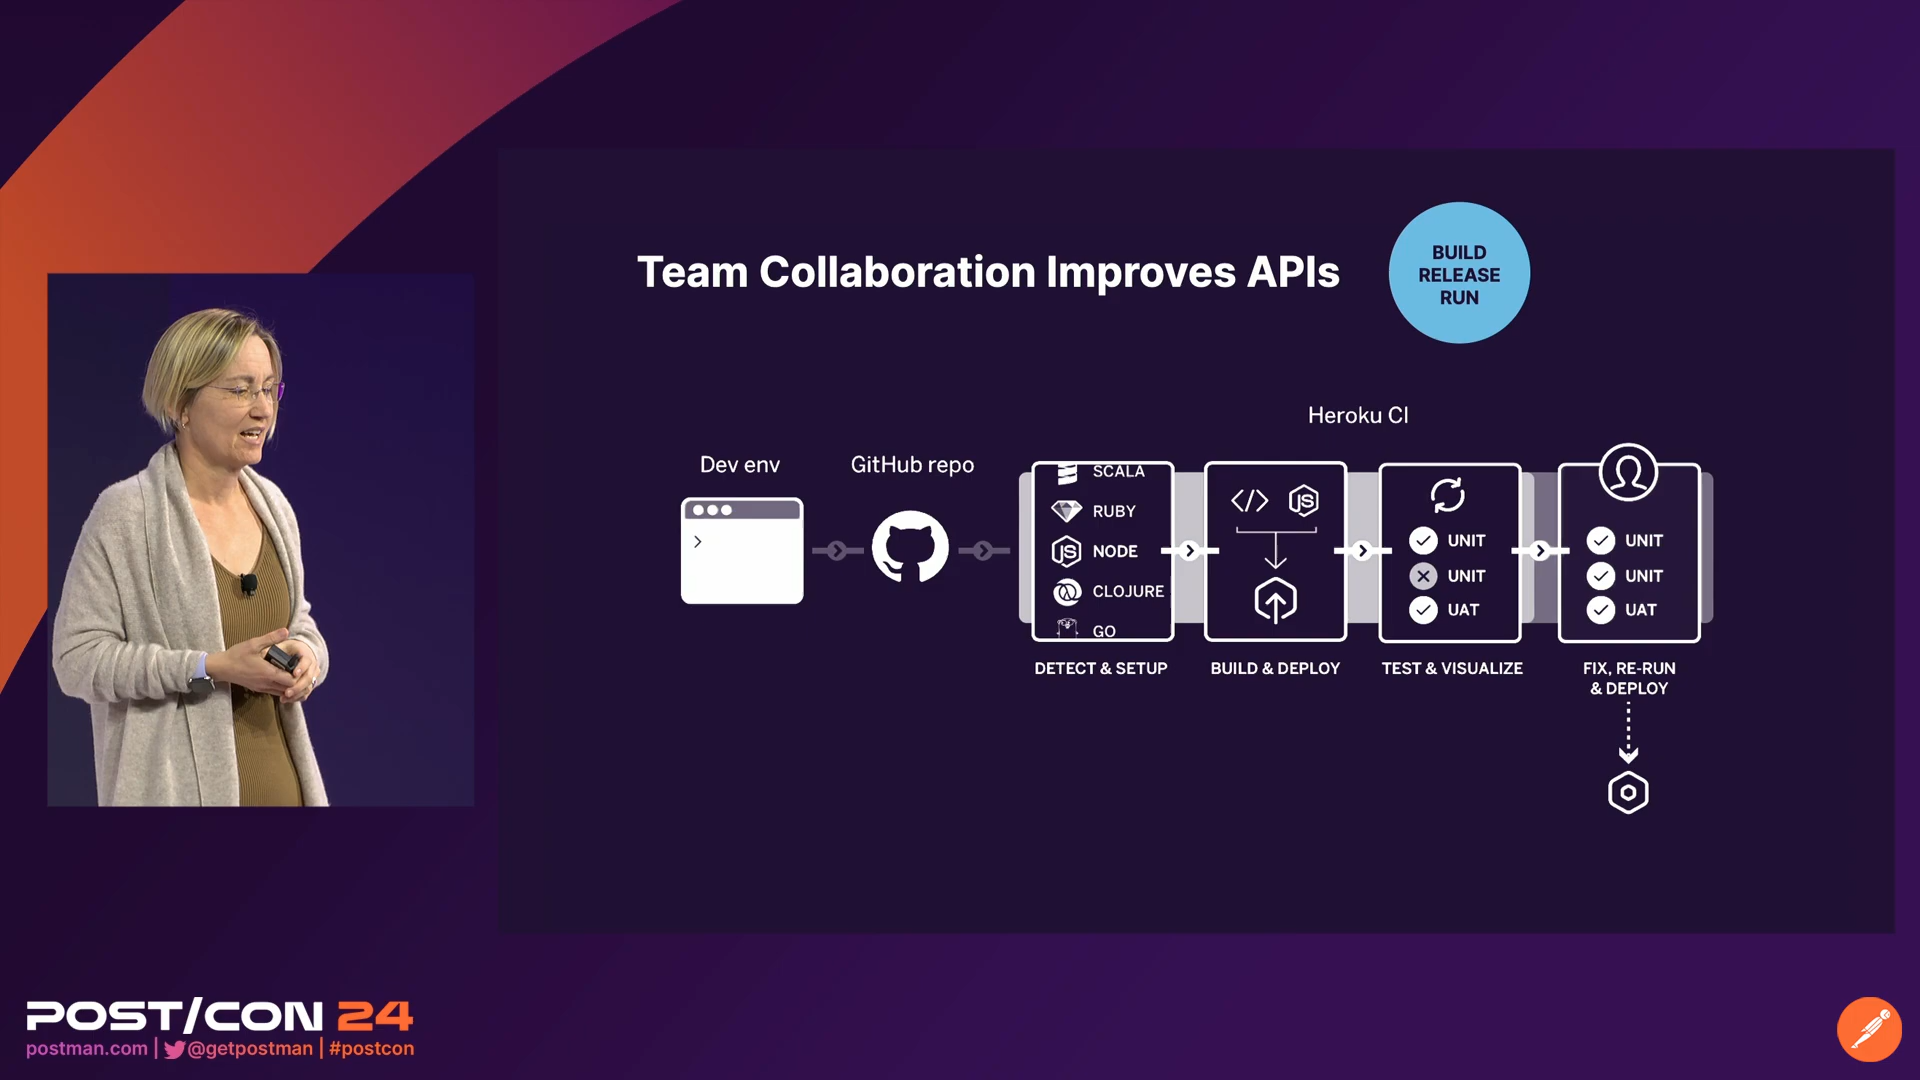 Team Collaboration Improves APIs
BUILD
RELEASE
RUN
Heroku CI
Dev env
GitHub repo
SCALA
RUBY
JS NODE
CLOJURE
GO
DETECT & SETUP
</> JS
BUILD & DEPLOY
UNIT
UNIT
UAT
TEST & VISUALIZE
UNIT
UNIT
UAT
FIX, RE-RUN
& DEPLOY
POST/CON 24
postman.com | @getpostman | #postcon